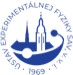 ÚSTAV EXPERIMENTÁLNEJ FYZIKY SAV, v. v. i.
· 1969 ·